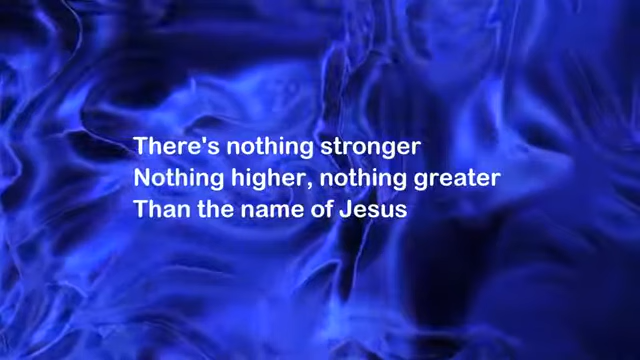 There's nothing stronger
Nothing higher, nothing greater
Than the name of Jesus